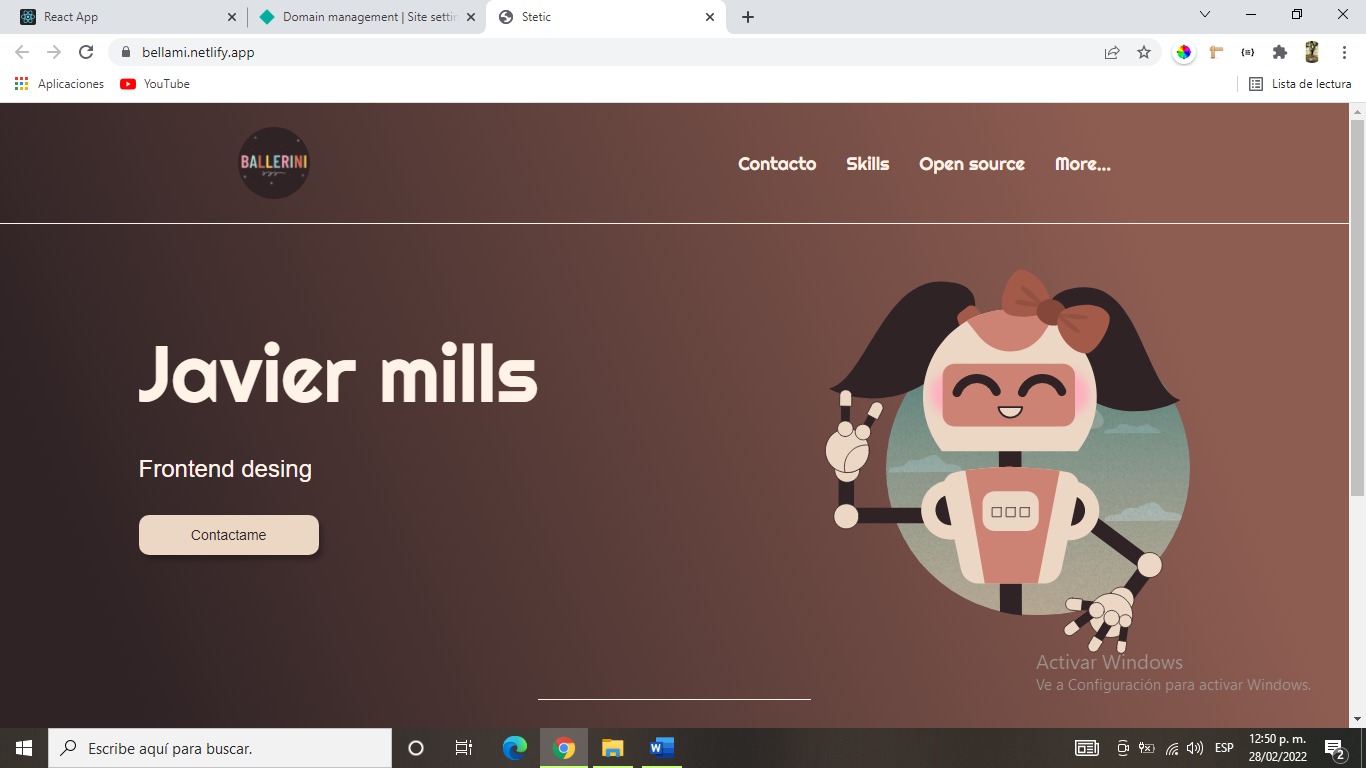 React App
Domain management | Site settin
Stetic
bellami.netlify.app
Aplicaciones
YouTube
Lista de lectura
BALLERINI
Contacto
Skills
Open source
More...
Javier mills
Frontend desing
Contactame
Activar Windows
Ve a Configuración para activar Windows.
Escribe aquí para buscar.
ESP
12:50 p. m.
28/02/2022
2